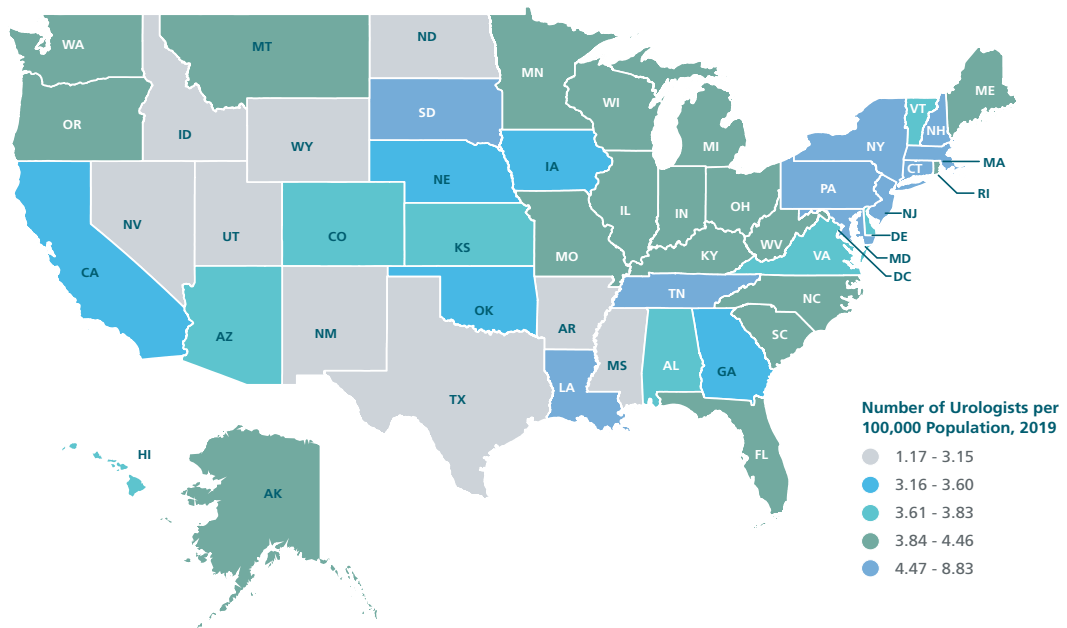 WA
MT
ND
MN
ME
OR
ID
SD
WI
VT
NH
WY
MI
NY
MA
IA
CT
NE
PA
RI
NV
UT
CO
KS
IL
IN
OH
NJ
MO
KY
WV
VA
DE
MD
DC
CA
OK
TN
NC
AZ
NM
AR
SC
MS
AL
GA
TX
LA
FL
HI
AK
Number of Urologists per
100,000 Population, 2019
1.17 - 3.15
3.16 - 3.60
3.61 - 3.83
3.84 - 4.46
4.47 - 8.83